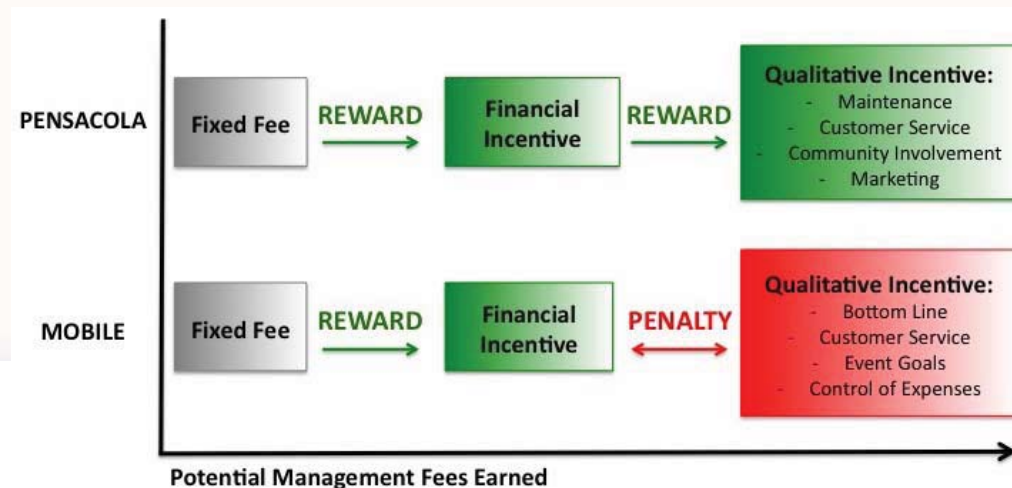 PENSACOLA
Fixed Fee
REWARD
Financial
Incentive
REWARD
Qualitative Incentive:
- Maintenance
- Customer Service
- Community Involvement
- Marketing
MOBILE
Fixed Fee
REWARD
Financial
Incentive
PENALTY
Qualitative Incentive:
- Bottom Line
- Customer Service
- Event Goals
- Control of Expenses
Potential Management Fees Earned